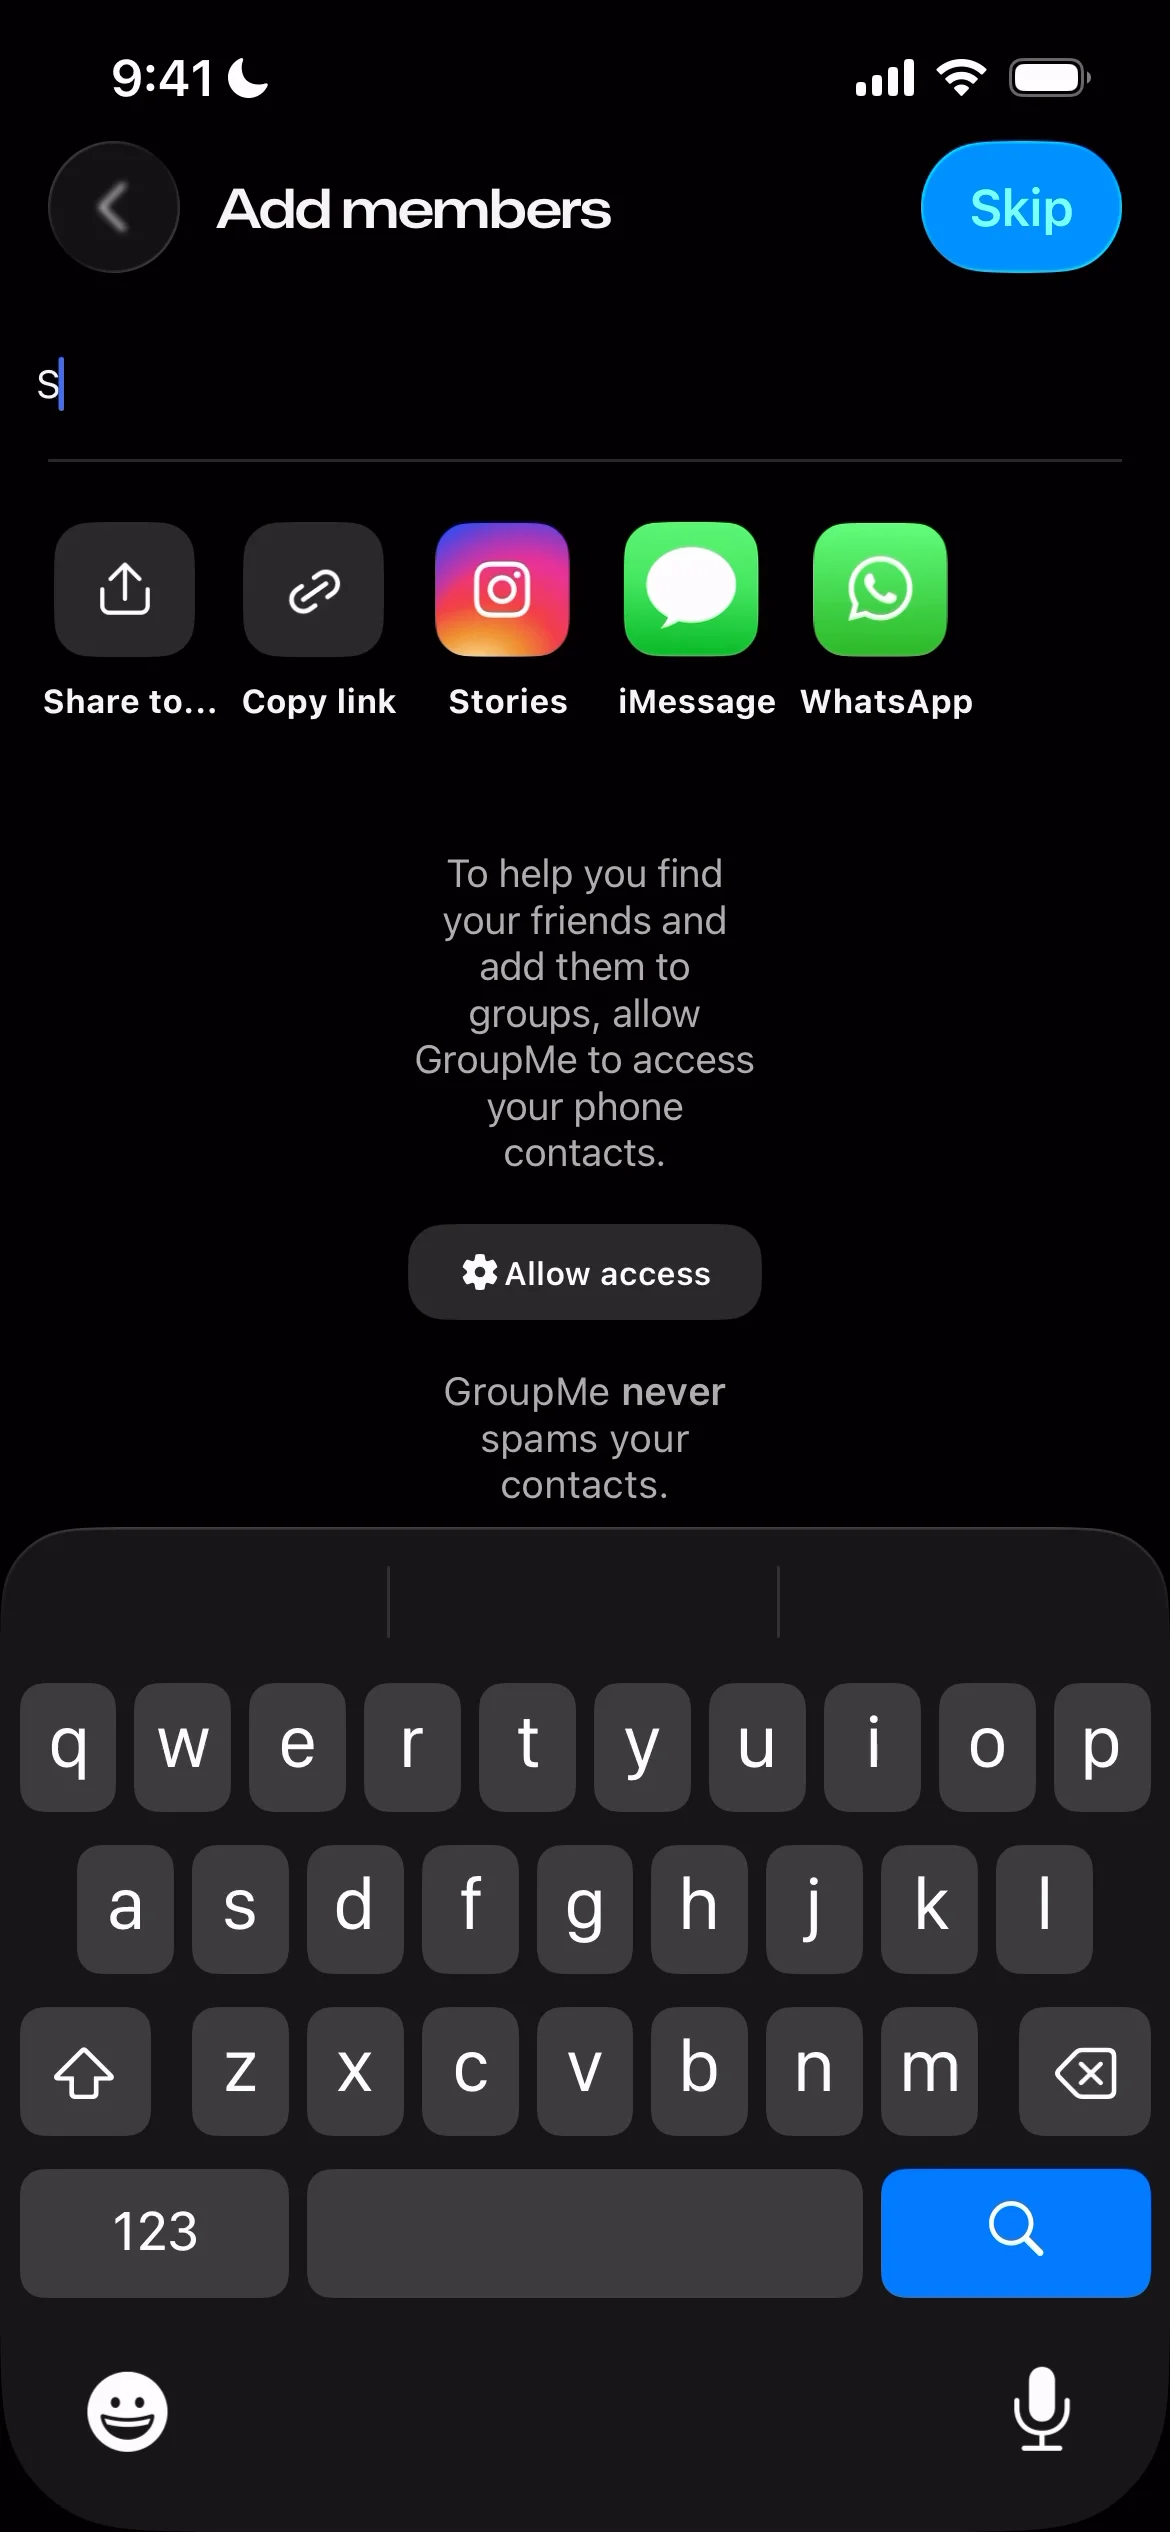 9:41
Add members
Skip
s
Share to...
Copy link
Stories
iMessage
WhatsApp
To help you find
your friends and
add them to
groups, allow
GroupMe to access
your phone
contacts.
Allow access
GroupMe never
spams your
contacts.
q w e r t y u i o p
a s d f g h j k l
z x c v b n m
123